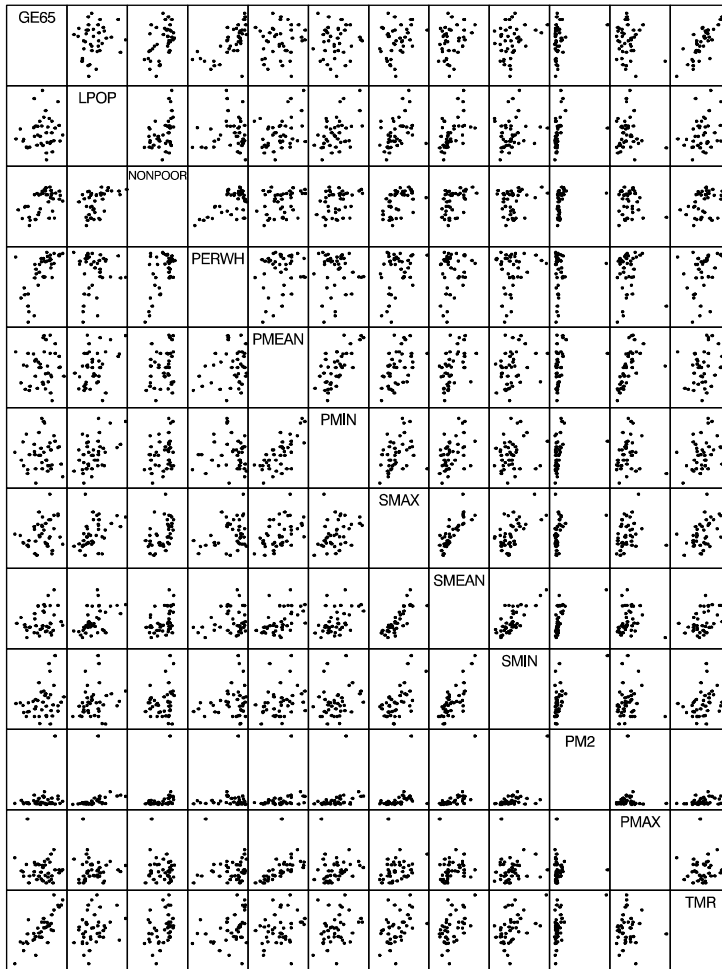 GE65
LPOP
NONPOOR
PERWH
PMEAN
PMIN
SMAX
SMEAN
SMIN
PM2
PMAX
TMR